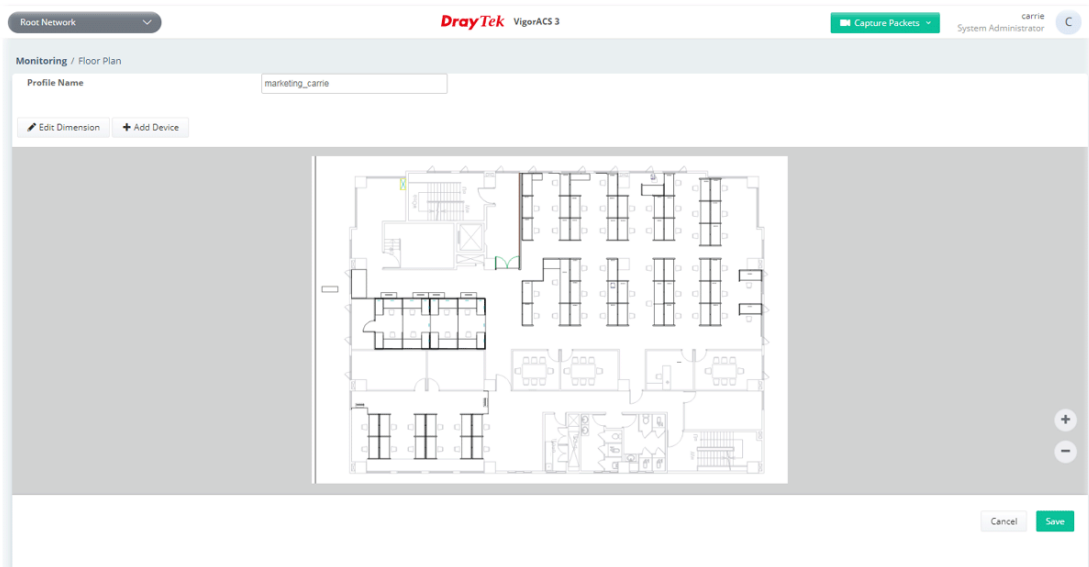 Root Network
DrayTek VigorACS 3
Capture Packets
carrie
System Administrator
C
Monitoring / Floor Plan
Profile Name
marketing_carrie
Edit Dimension
Add Device
Cancel
Save